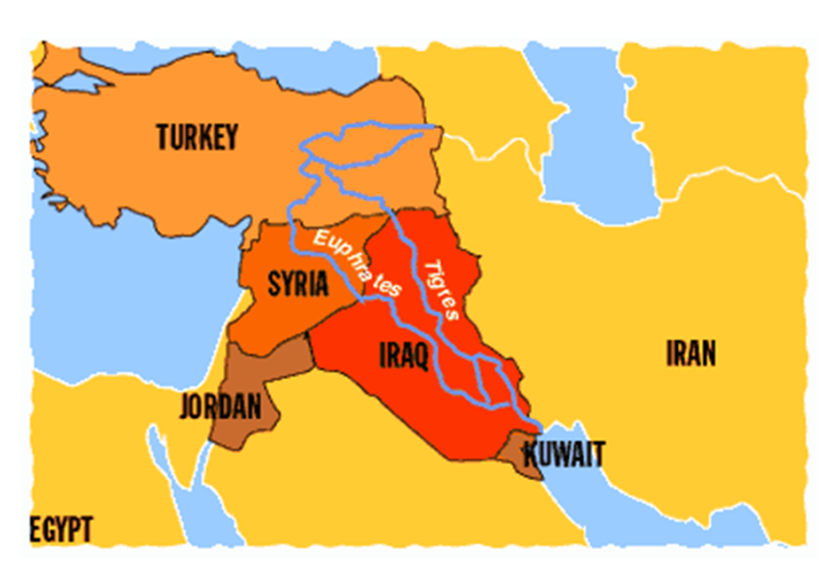 TURKEY
Euphrates
Tigres
SYRIA
IRAQ
IRAN
JORDAN
KUWAIT
EGYPT